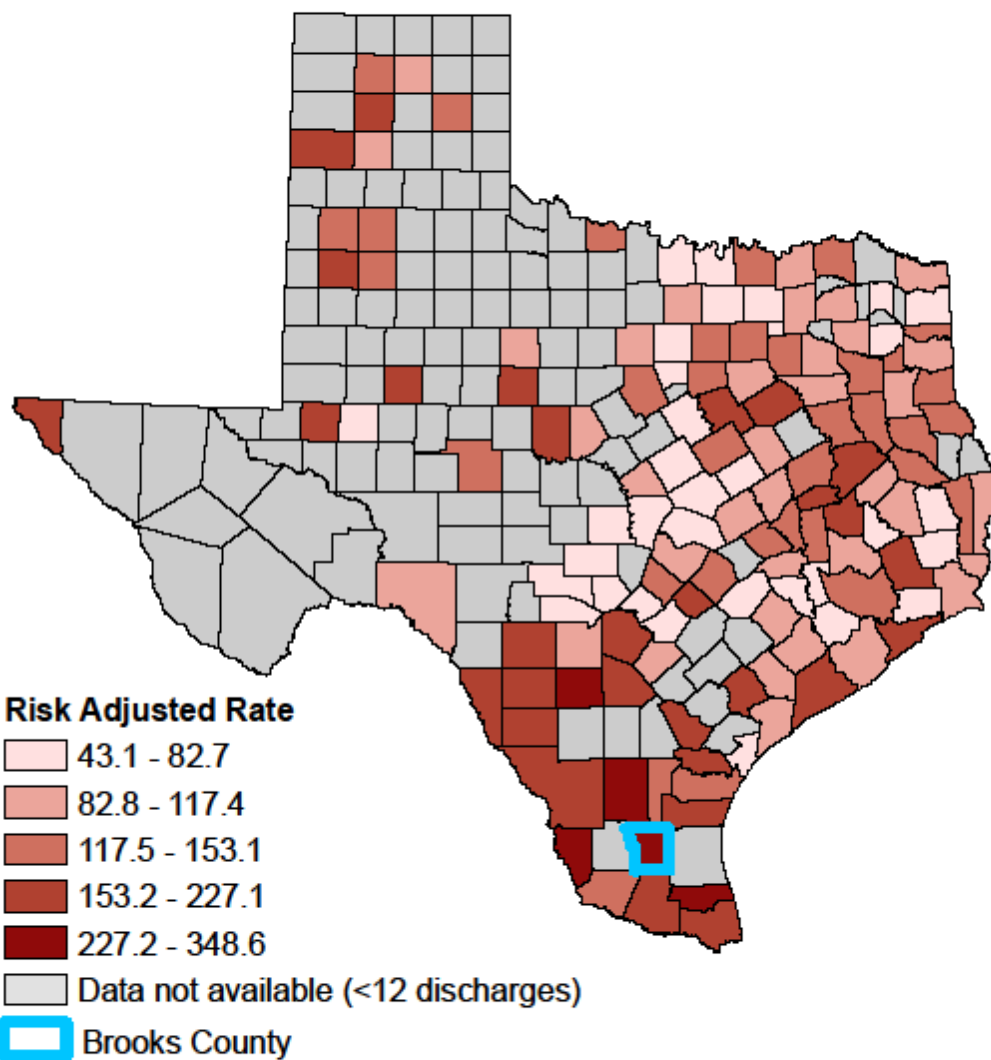 Risk Adjusted Rate
43.1 - 82.7
82.8 - 117.4
117.5 - 153.1
153.2 - 227.1
227.2 - 348.6
Data not available (<12 discharges)
Brooks County